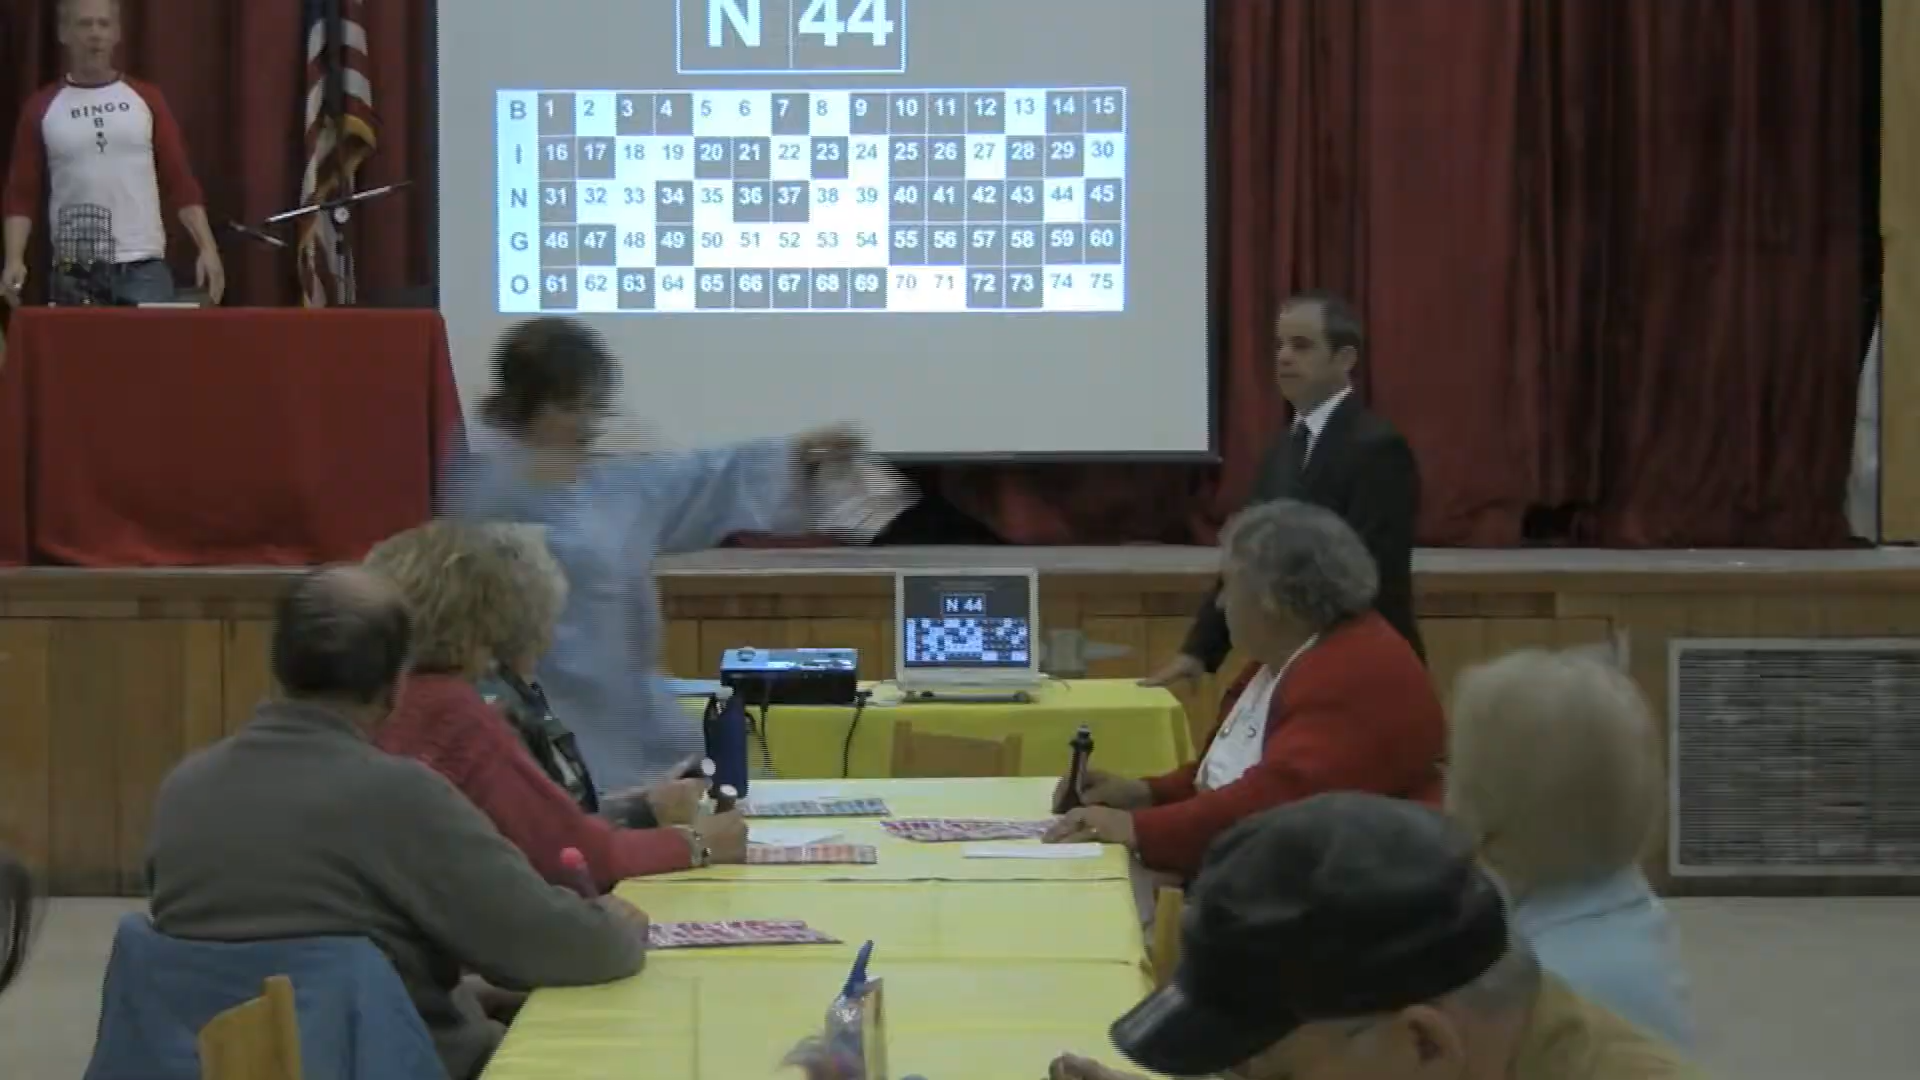 N 44
BINGO
B
Y
B 1 2 3 4 5 6 7 8 9 10 11 12 13 14 15
I 16 17 18 19 20 21 22 23 24 25 26 27 28 29 30
N 31 32 33 34 35 36 37 38 39 40 41 42 43 44 45
G 46 47 48 49 50 51 52 53 54 55 56 57 58 59 60
O 61 62 63 64 65 66 67 68 69 70 71 72 73 74 75
N 44